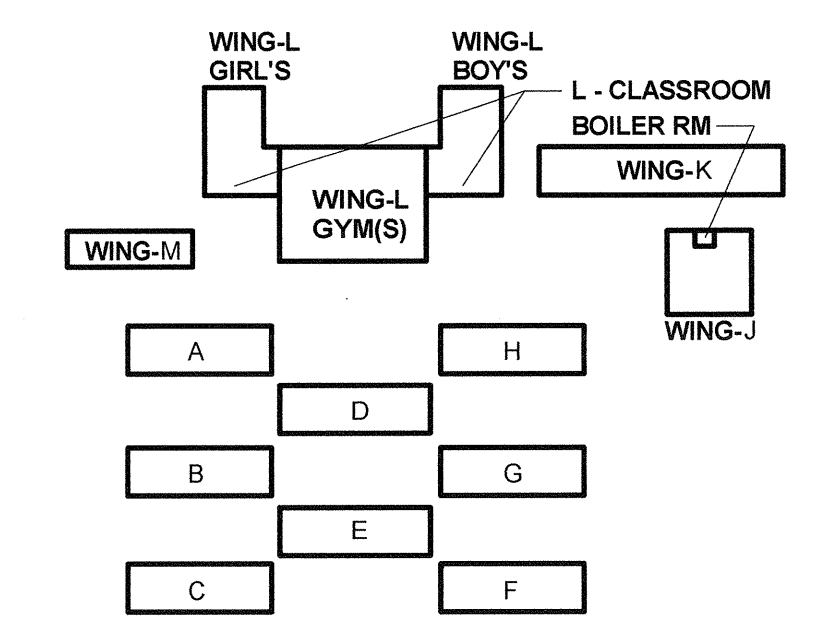 WING-L
GIRL'S
WING-L
BOY'S
L - CLASSROOM
BOILER RM
WING-K
WING-L
GYM(S)
WING-M
WING-J
A
H
D
B
G
E
C
F